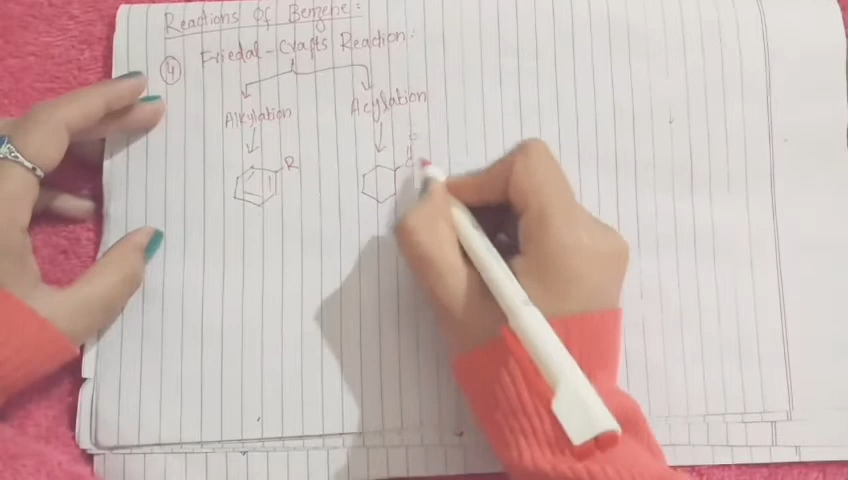 Reactions Of Benzene:
④ Friedal-Crafts Reaction:
Alkylation Acylation
R
C